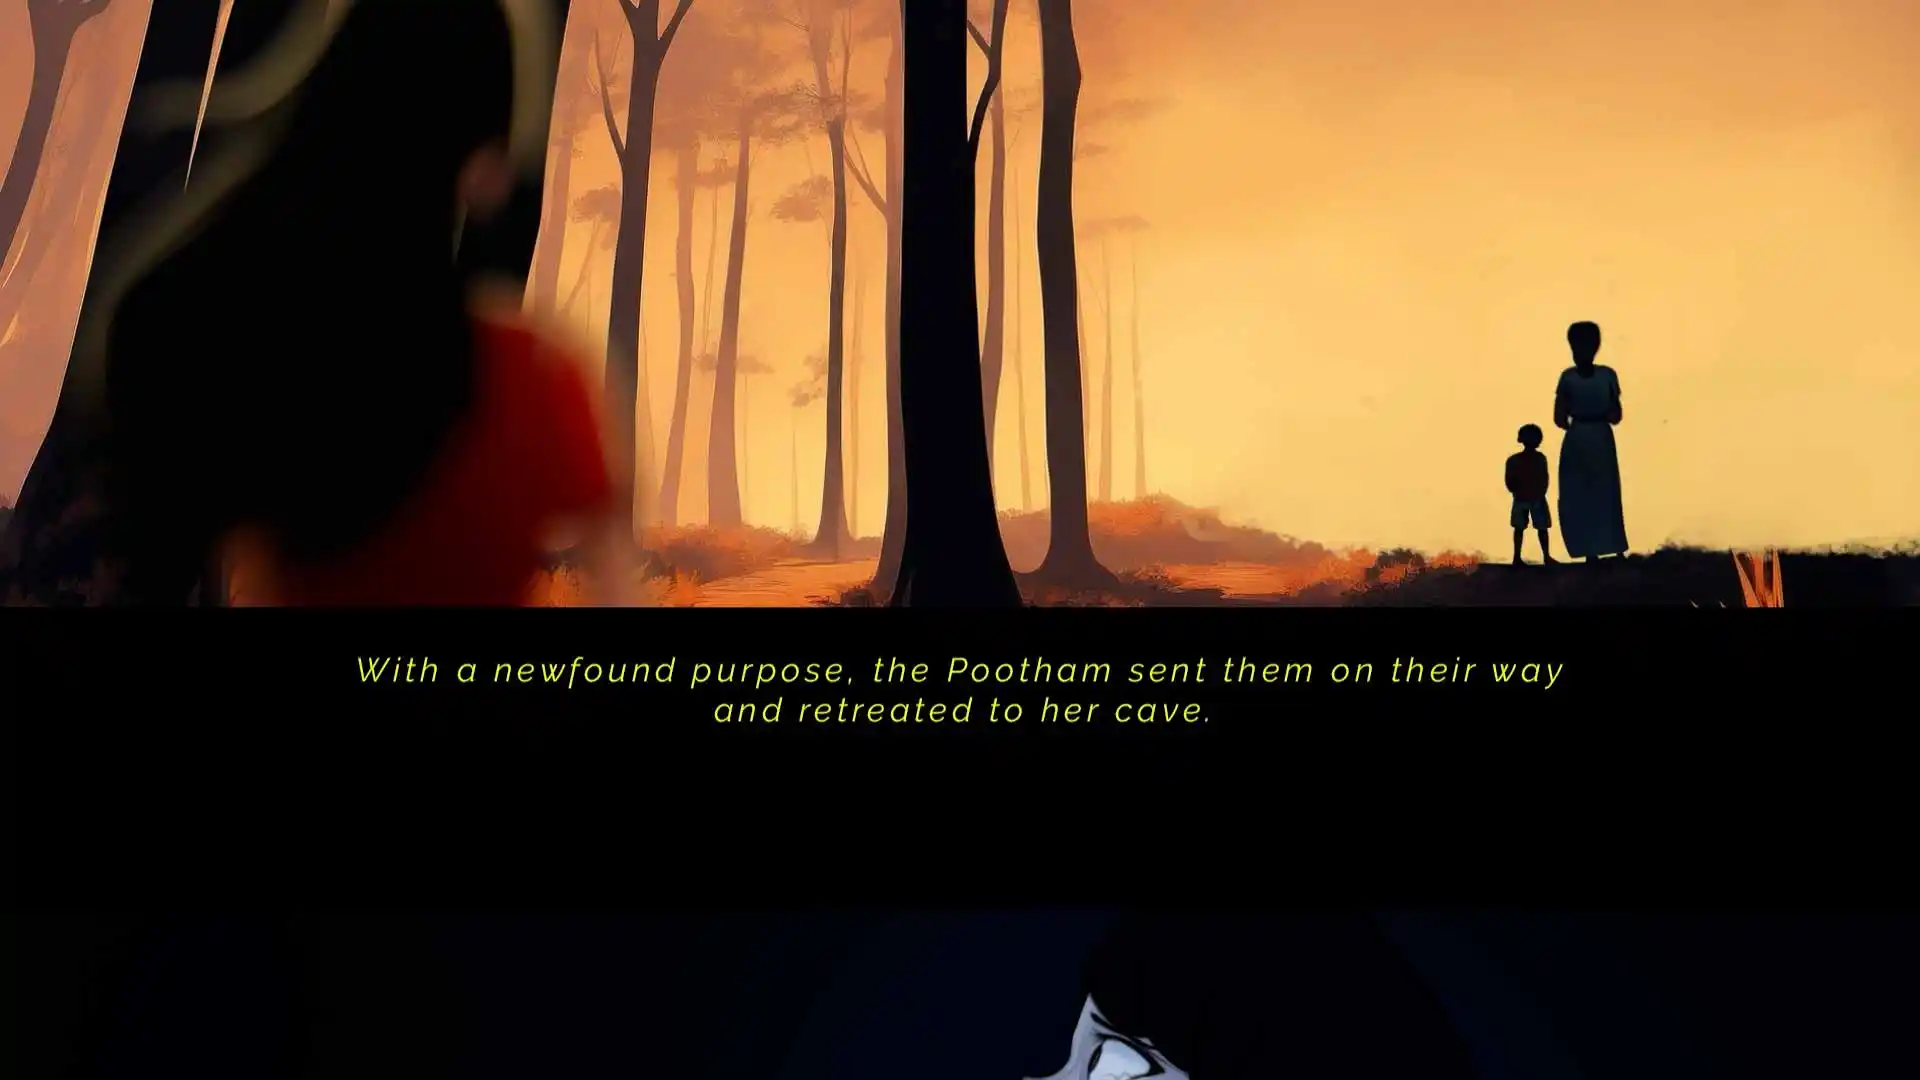 With a newfound purpose, the Pootham sent them on their way
and retreated to her cave.